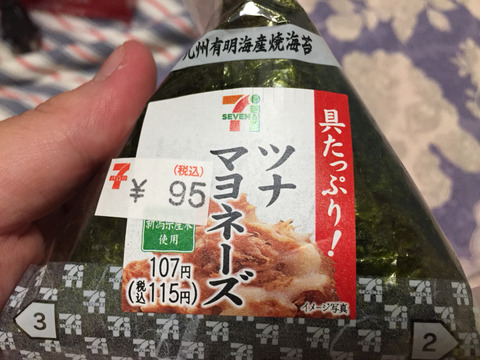 九州有明海産焼海苔
7
SEVEN
具たっぷり！
ツナ
マヨネーズ
(税込)
¥ 95
新潟県産米
使用
107円
(税込115円)
イメージ写真
3
2